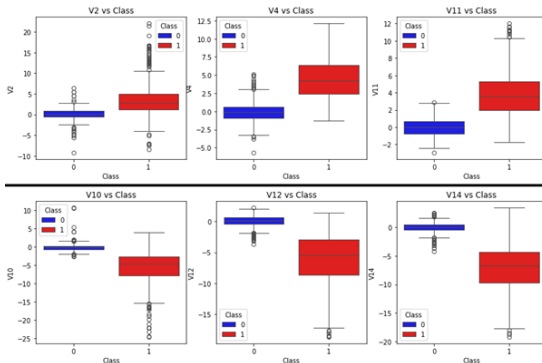 V2 vs Class
V2
20
15
10
5
0
-5
-10
Class
0
1
0
1
Class
V4 vs Class
V4
12.5
10.0
7.5
5.0
2.5
0.0
-2.5
-5.0
Class
0
1
0
1
Class
V11 vs Class
V11
12
10
8
6
4
2
0
-2
Class
0
1
0
1
Class
V10 vs Class
V10
10
5
0
-5
-10
-15
-20
-25
Class
0
1
0
1
Class
V12 vs Class
V12
0
-5
-10
-15
Class
0
1
0
1
Class
V14 vs Class
V14
0
-5
-10
-15
-20
Class
0
1
0
1
Class